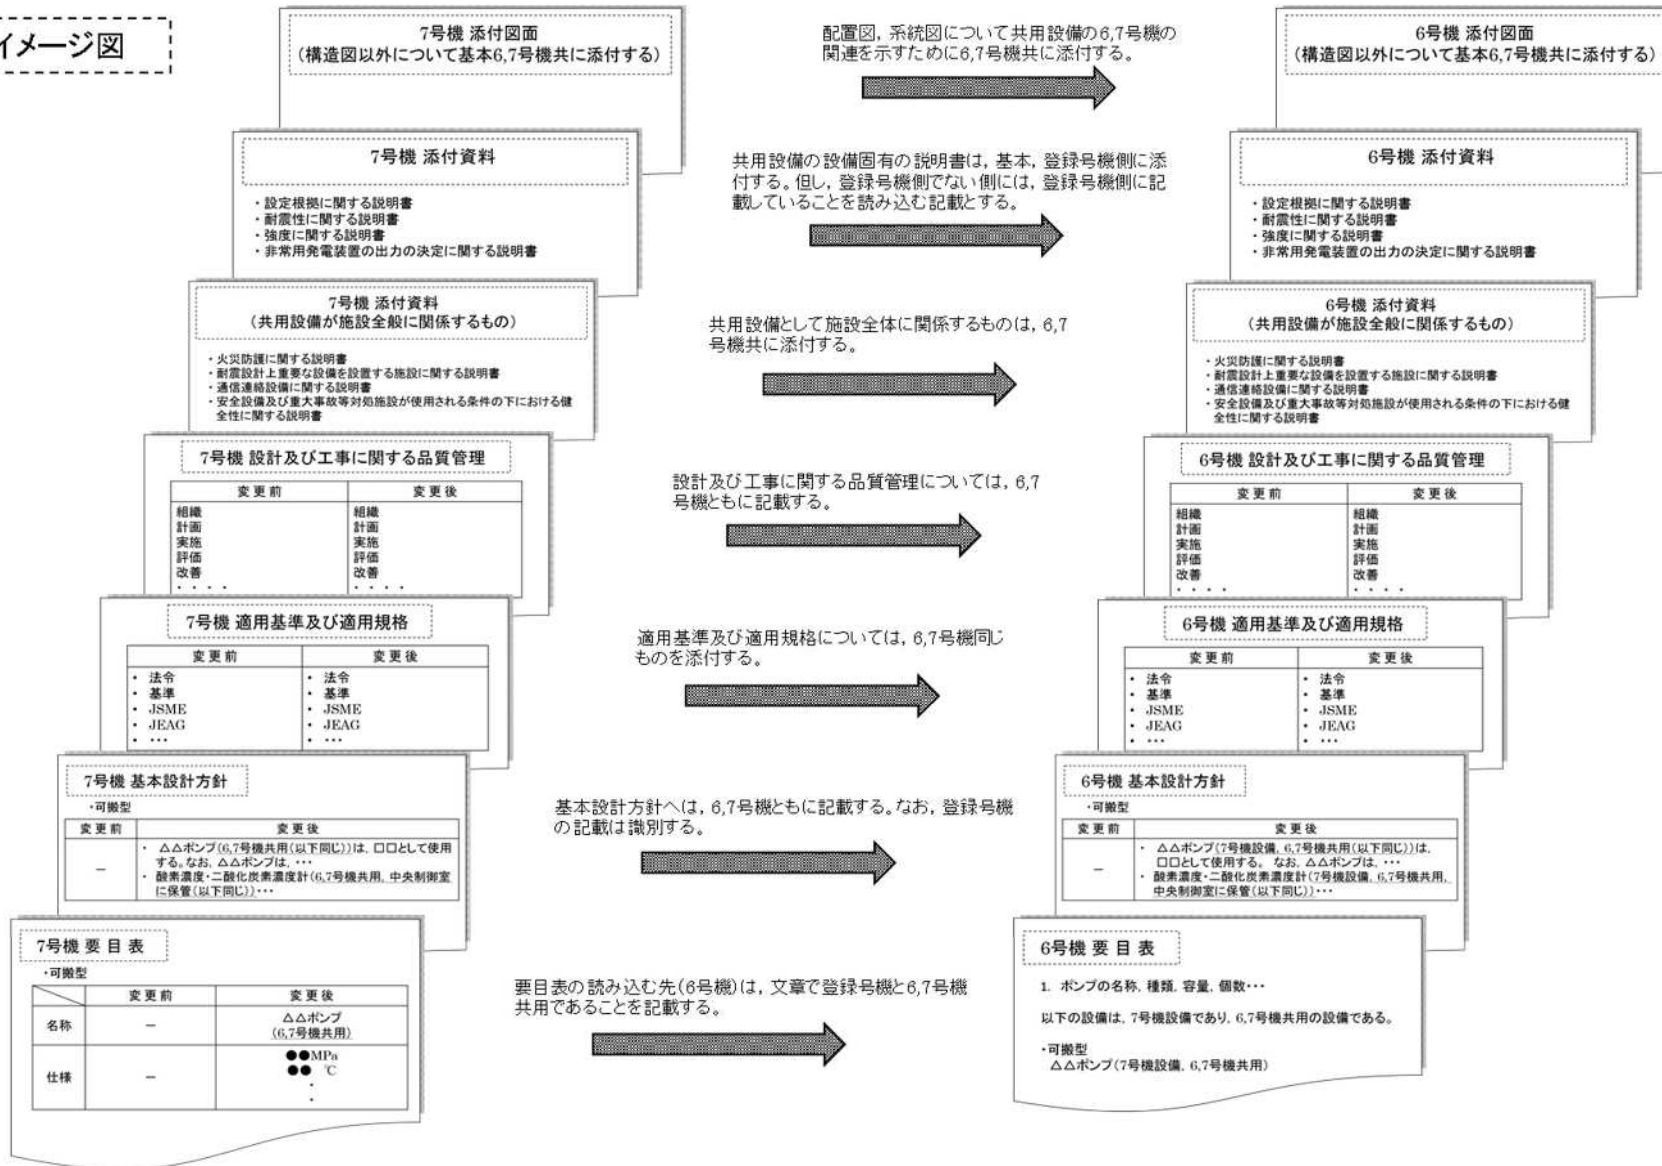 イメージ図
7号機 添付図面
(構造図以外について基本6,7号機共に添付する)
配置図, 系統図について共用設備の6,7号機の
関連を示すために6,7号機共に添付する。
6号機 添付図面
(構造図以外について基本6,7号機共に添付する)
7号機 添付資料
・設定根拠に関する説明書
・耐震性に関する説明書
・強度に関する説明書
・非常用発電装置の出力の決定に関する説明書
共用設備の設備固有の説明書は, 基本, 登録号機側に添
付する。但し, 登録号機側でない側には, 登録号機側に記
載していることを読み込む記載とする。
6号機 添付資料
・設定根拠に関する説明書
・耐震性に関する説明書
・強度に関する説明書
・非常用発電装置の出力の決定に関する説明書
7号機 添付資料
(共用設備が施設全般に関係するもの)
・火災防護に関する説明書
・耐震設計上重要な設備を設置する施設に関する説明書
・通信連絡設備に関する説明書
・安全設備及び重大事故等対処施設が使用される条件の下における健
全性に関する説明書
共用設備として施設全体に関係するものは, 6,7
号機共に添付する。
6号機 添付資料
(共用設備が施設全般に関係するもの)
・火災防護に関する説明書
・耐震設計上重要な設備を設置する施設に関する説明書
・通信連絡設備に関する説明書
・安全設備及び重大事故等対処施設が使用される条件の下における健
全性に関する説明書
7号機 設計及び工事に関する品質管理
変更前 変更後
組織 組織
計画 計画
実施 実施
評価 評価
改善 改善
・・・・ ・・・・
設計及び工事に関する品質管理については, 6,7
号機ともに記載する。
6号機 設計及び工事に関する品質管理
変更前 変更後
組織 組織
計画 計画
実施 実施
評価 評価
改善 改善
・・・・ ・・・・
7号機 適用基準及び適用規格
変更前 変更後
・ 法令 ・ 法令
・ 基準 ・ 基準
・ JSME ・ JSME
・ JEAG ・ JEAG
・ ・・・ ・ ・・・
適用基準及び適用規格については, 6,7号機同じ
ものを添付する。
6号機 適用基準及び適用規格
変更前 変更後
・ 法令 ・ 法令
・ 基準 ・ 基準
・ JSME ・ JSME
・ JEAG ・ JEAG
・ ・・・ ・ ・・・
7号機 基本設計方針
・可搬型
変更前 変更後
－
・ △△ポンプ(6,7号機共用(以下同じ))は, 口口として使用
する。なお, △△ポンプは, ・・・
・ 酸素濃度・二酸化炭素濃度計(6,7号機共用, 中央制御室
に保管(以下同じ))・・・
基本設計方針へは, 6,7号機ともに記載する。なお, 登録号機
の記載は識別する。
6号機 基本設計方針
・可搬型
変更前 変更後
－
・ △△ポンプ(7号機設備, 6,7号機共用(以下同じ))は,
口口として使用する。 なお, △△ポンプは, ・・・
・ 酸素濃度・二酸化炭素濃度計(7号機設備, 6,7号機共用,
中央制御室に保管(以下同じ))・・・
7号機 要目表
・可搬型
変更前 変更後
名称 － △△ポンプ
(6,7号機共用)
仕様 － ●●MPa
●● ℃
・
・
要目表の読み込む先(6号機)は, 文章で登録号機と6,7号機
共用であることを記載する。
6号機 要目表
1. ポンプの名称, 種類, 容量, 個数・・・
以下の設備は, 7号機設備であり, 6,7号機共用の設備である。
・可搬型
△△ポンプ(7号機設備, 6,7号機共用)